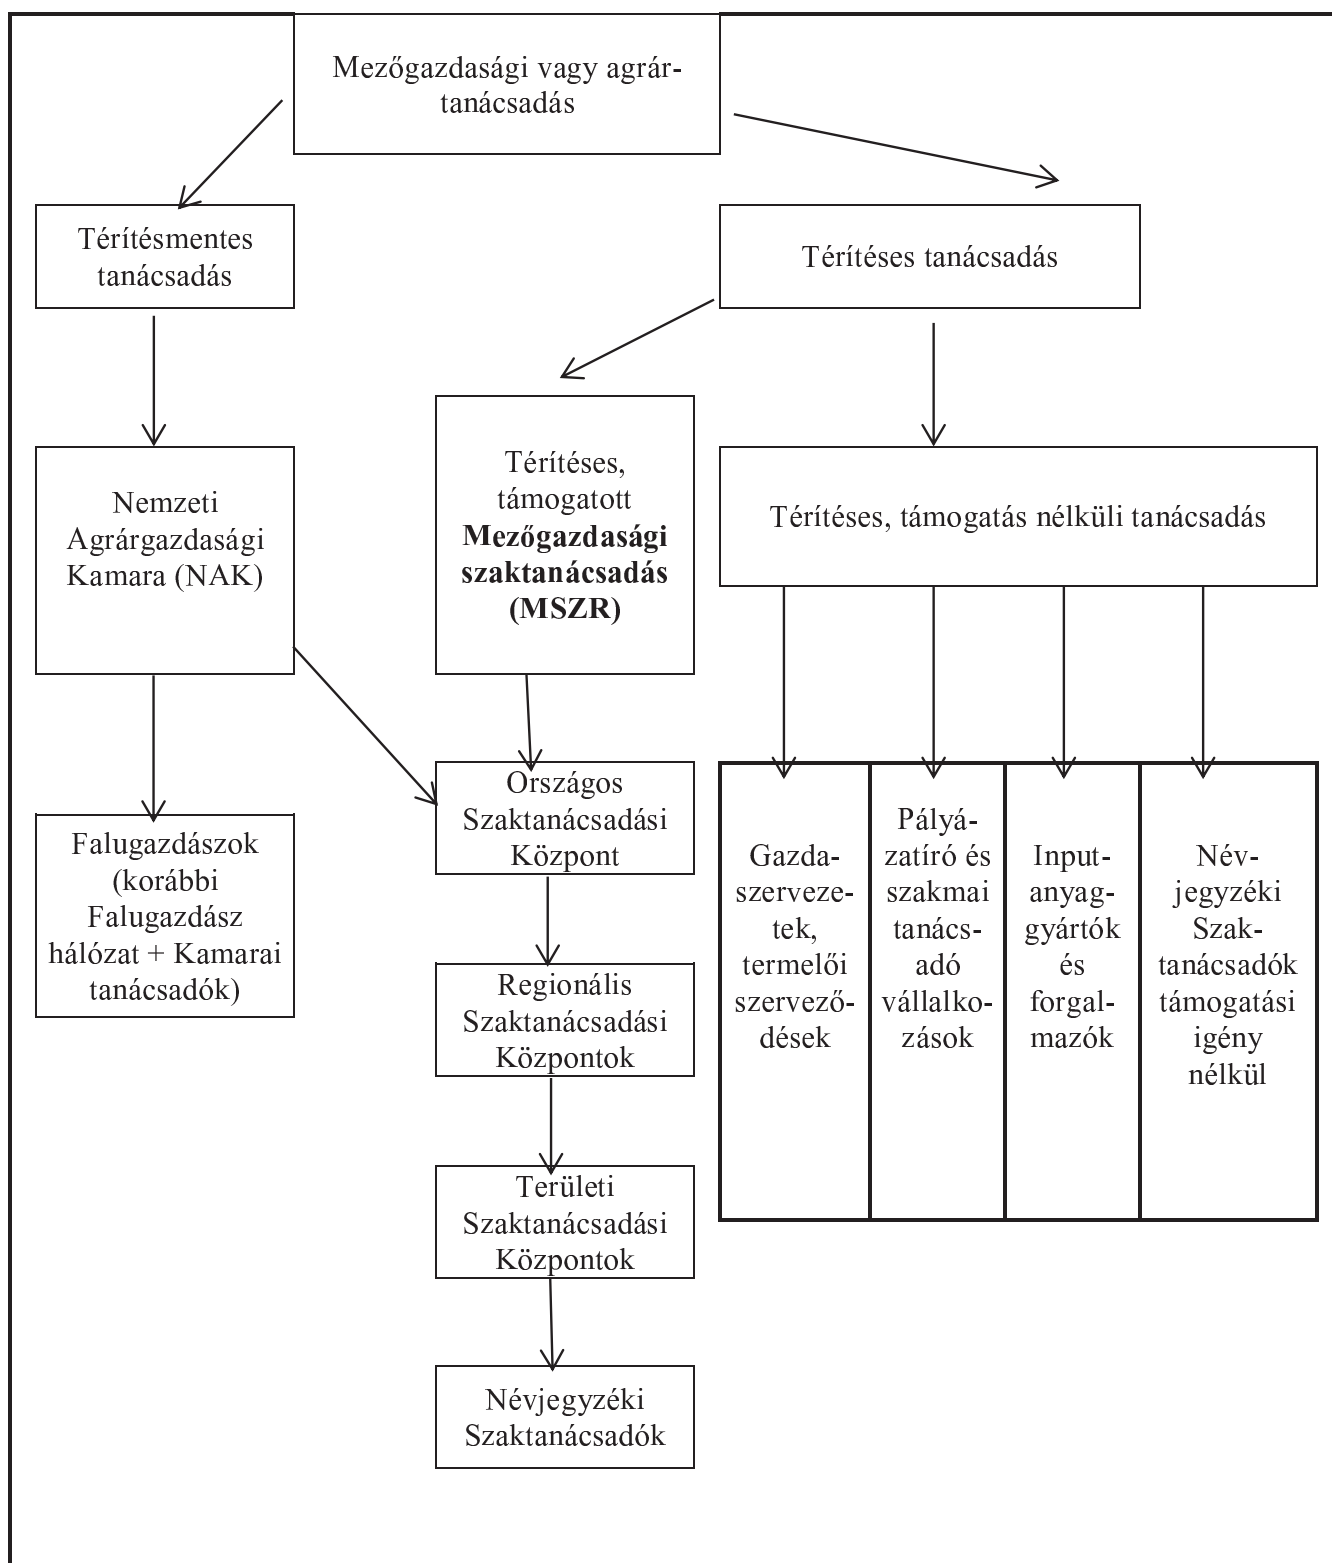 Mezőgazdasági vagy agrár-
tanácsadás
Térítésmentes
tanácsadás
Térítéses tanácsadás
Nemzeti
Agrárgazdasági
Kamara (NAK)
Térítéses,
támogatott
Mezőgazdasági
szaktanácsadás
(MSZR)
Térítéses, támogatás nélküli tanácsadás
Falugazdászok
(korábbi
Falugazdász
hálózat + Kamarai
tanácsadók)
Országos
Szaktanácsadási
Központ
Regionális
Szaktanácsadási
Központok
Területi
Szaktanácsadási
Központok
Névjegyzéki
Szaktanácsadók
Gazda-
szerveze-
tek,
termelői
szervező-
dések
Pályá-
zatíró és
szakmai
tanács-
adó
vállalko-
zások
Input-
anyag-
gyártók
és
forgal-
mazók
Név-
jegyzéki
Szak-
tanácsadók
támogatási
igény
nélkül